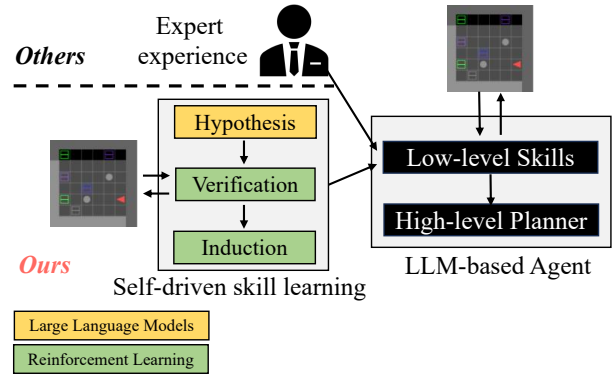 Expert
experience
Others
Hypothesis
Verification
Induction
Low-level Skills
High-level Planner
Ours
Self-driven skill learning
LLM-based Agent
Large Language Models
Reinforcement Learning